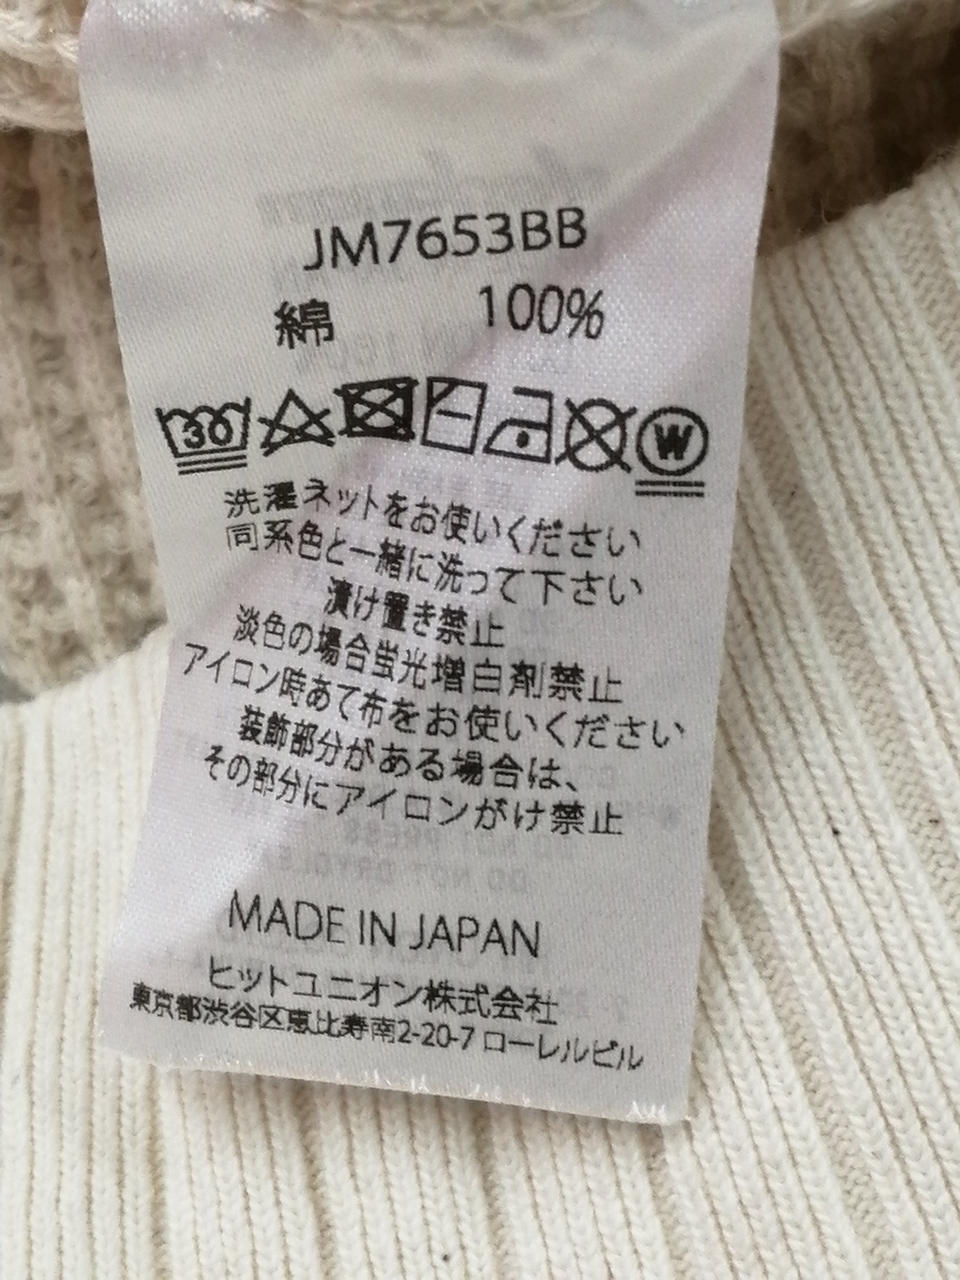 JM7653BB
綿 100%
30 W
洗濯ネットをお使いください
同系色と一緒に洗って下さい
漬け置き禁止
淡色の場合蛍光増白剤禁止
アイロン時あて布をお使いください
装飾部分がある場合は、
その部分にアイロンがけ禁止
MADE IN JAPAN
ヒットユニオン株式会社
東京都渋谷区恵比寿南2-20-7 ローレルビル